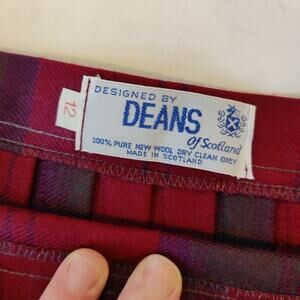 DESIGNED BY
DEANS
Of Scotland
100% PURE NEW WOOL DRY CLEAN ONLY
MADE IN SCOTLAND
12